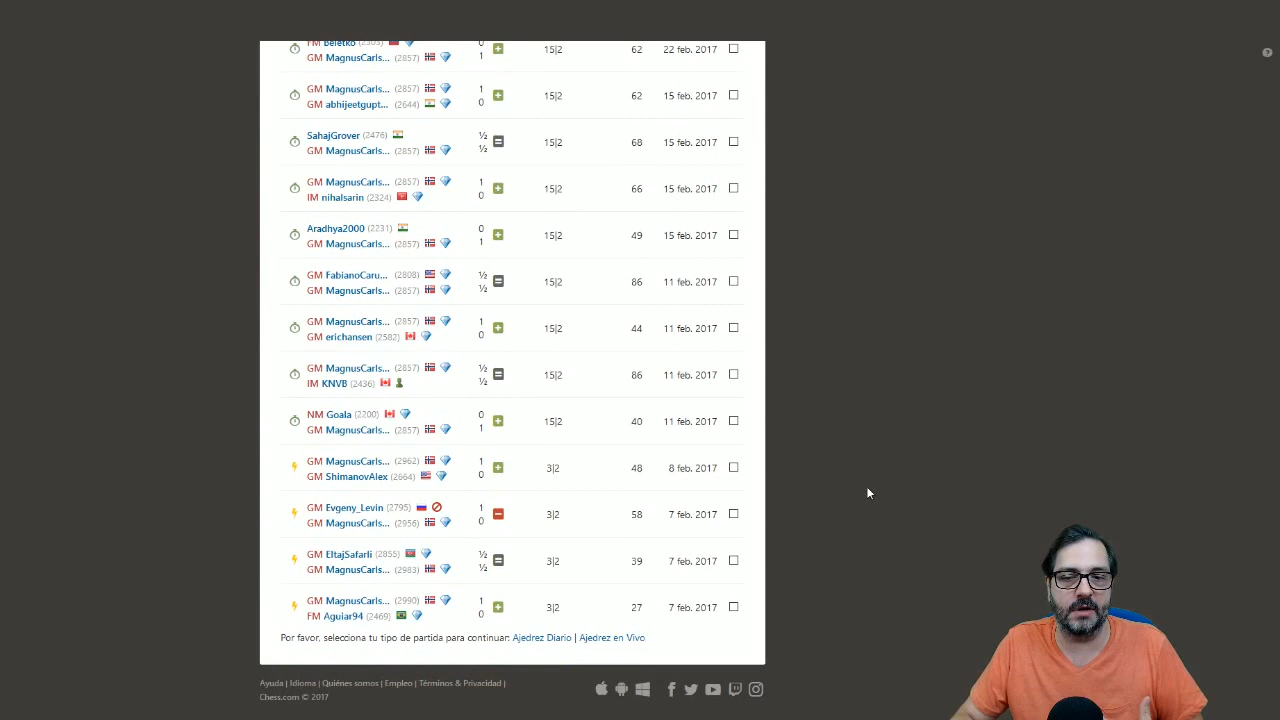 FM Beletko (2303) 0
GM MagnusCarls... (2857) 1 15|2 62 22 feb. 2017
GM MagnusCarls... (2857) 1
GM abhijeetgupt... (2644) 0 15|2 62 15 feb. 2017
SahajGrover (2476) ½
GM MagnusCarls... (2857) ½ 15|2 68 15 feb. 2017
GM MagnusCarls... (2857) 1
IM nihalsarin (2324) 0 15|2 66 15 feb. 2017
Aradhya2000 (2231) 0
GM MagnusCarls... (2857) 1 15|2 49 15 feb. 2017
GM FabianoCaru... (2808) ½
GM MagnusCarls... (2857) ½ 15|2 86 11 feb. 2017
GM MagnusCarls... (2857) 1
GM erichansen (2582) 0 15|2 44 11 feb. 2017
GM MagnusCarls... (2857) ½
IM KNVB (2436) ½ 15|2 86 11 feb. 2017
NM Goala (2200) 0
GM MagnusCarls... (2857) 1 15|2 40 11 feb. 2017
GM MagnusCarls... (2962) 1
GM ShimanovAlex (2664) 0 3|2 48 8 feb. 2017
GM Evgeny_Levin (2795) 1
GM MagnusCarls... (2956) 0 3|2 58 7 feb. 2017
GM EltajSafarli (2855) ½
GM MagnusCarls... (2983) ½ 3|2 39 7 feb. 2017
GM MagnusCarls... (2990) 1
FM Aguiar94 (2469) 0 3|2 27 7 feb. 2017
Por favor, selecciona tu tipo de partida para continuar: Ajedrez Diario | Ajedrez en Vivo
Ayuda | Idioma | Quiénes somos | Empleo | Términos & Privacidad |
Chess.com © 2017